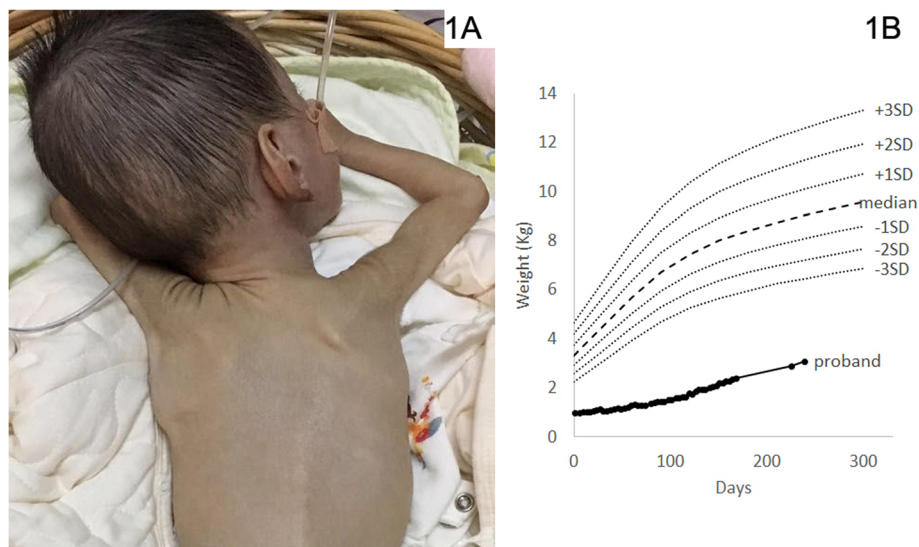 1A
1B
14
12
10
8
6
4
2
0
Weight (Kg)
0
100
200
300
Days
+3SD
+2SD
+1SD
median
-1SD
-2SD
-3SD
proband